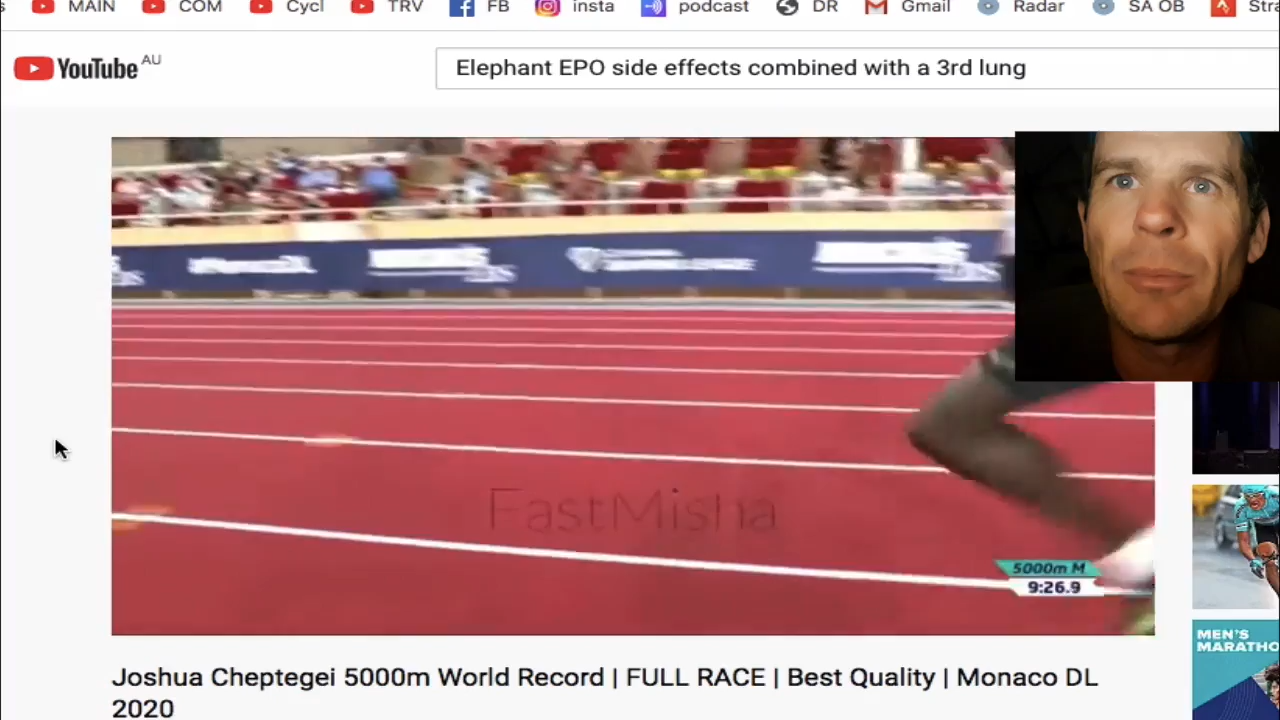 MAIN COM Cycl TRV FB insta podcast DR Gmail Radar SA OB Stra
YouTube AU
Elephant EPO side effects combined with a 3rd lung
FastMisha
5000m M
9:26.9
MEN'S
MARATHO
Joshua Cheptegei 5000m World Record | FULL RACE | Best Quality | Monaco DL
2020